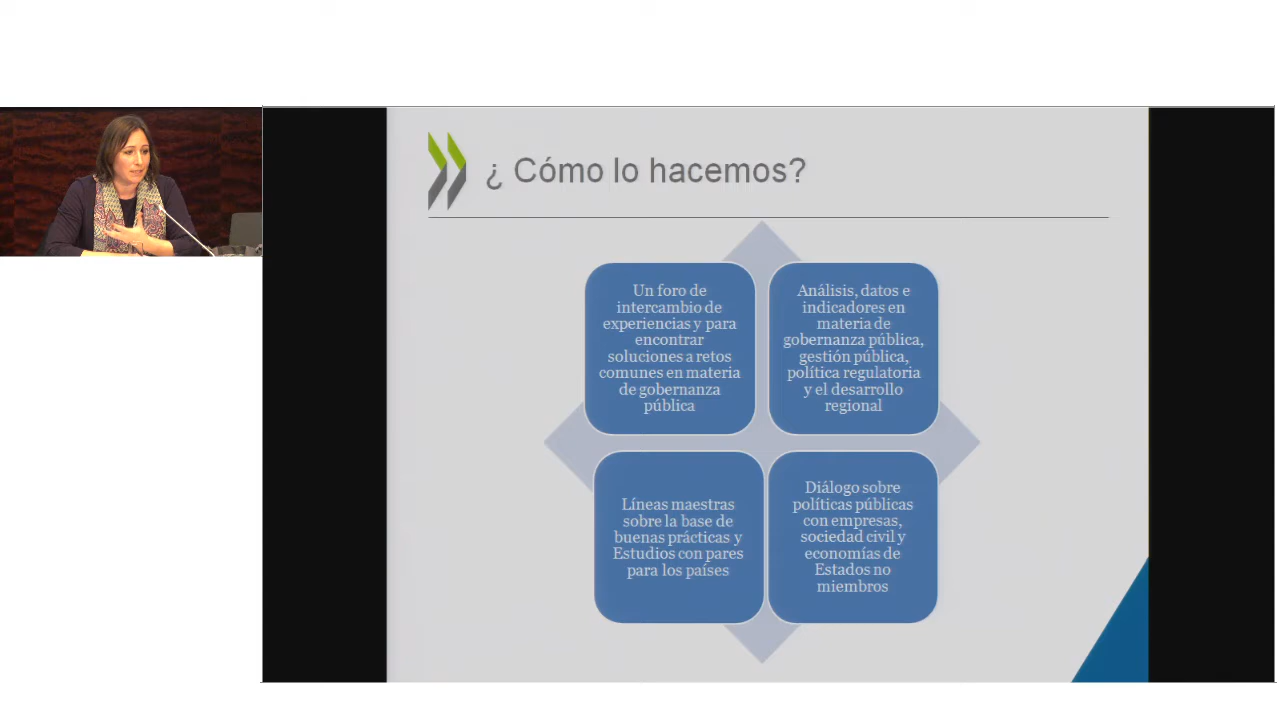 ¿ Cómo lo hacemos?
Un foro de
intercambio de
experiencias y para
encontrar
soluciones a retos
comunes en materia
de gobernanza
pública
Análisis, datos e
indicadores en
materia de
gobernanza pública,
gestión pública,
política regulatoria
y el desarrollo
regional
Líneas maestras
sobre la base de
buenas prácticas y
Estudios con pares
para los países
Diálogo sobre
políticas públicas
con empresas,
sociedad civil y
economías de
Estados no
miembros